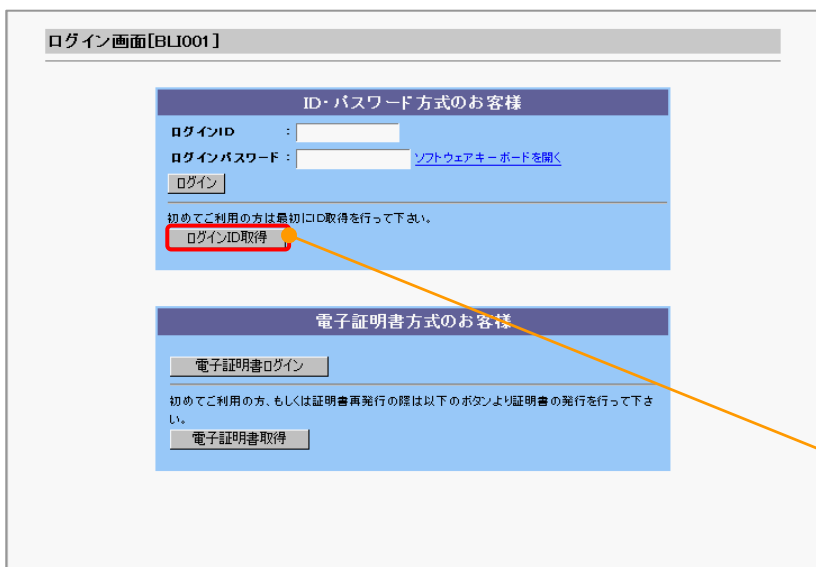 ログイン画面[BLI001]
ID・パスワード方式のお客様
ログインID :
ログインパスワード : ソフトウェアキーボードを開く
ログイン
初めてご利用の方は最初にID取得を行って下さい。
ログインID取得
電子証明書方式のお客様
電子証明書ログイン
初めてご利用の方、もしくは証明書再発行の際は以下のボタンより証明書の発行を行って下さ
い。
電子証明書取得